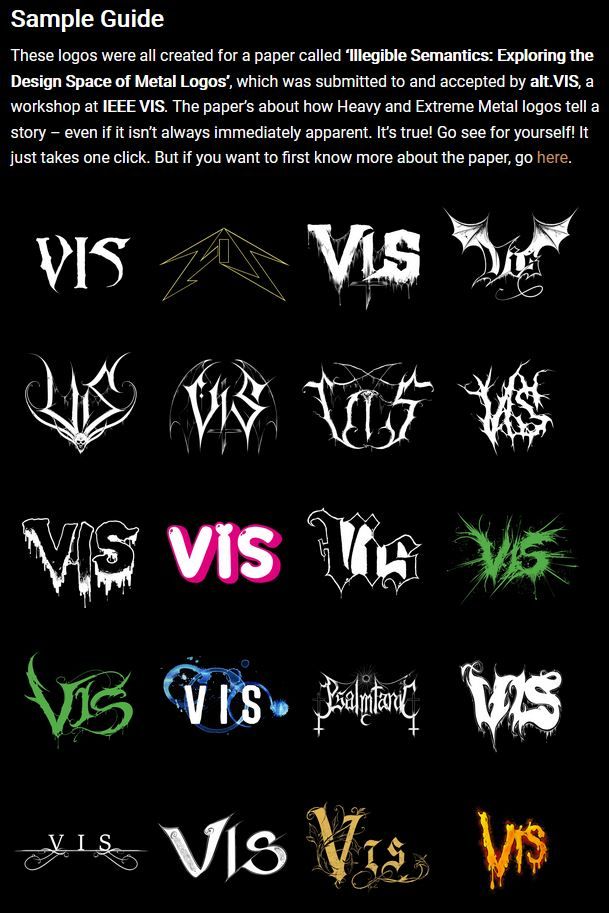 Sample Guide
These logos were all created for a paper called ‘Illegible Semantics: Exploring the
Design Space of Metal Logos’, which was submitted to and accepted by alt.VIS, a
workshop at IEEE VIS. The paper’s about how Heavy and Extreme Metal logos tell a
story – even if it isn’t always immediately apparent. It’s true! Go see for yourself! It
just takes one click. But if you want to first know more about the paper, go here.
VIS
VIS
VIS
VIS
VIS
VIS
VIS
VIS
VIS
VIS
VIS
VIS
VIS
Psalmtanic
VIS
VIS
VIS
VIS
VIS